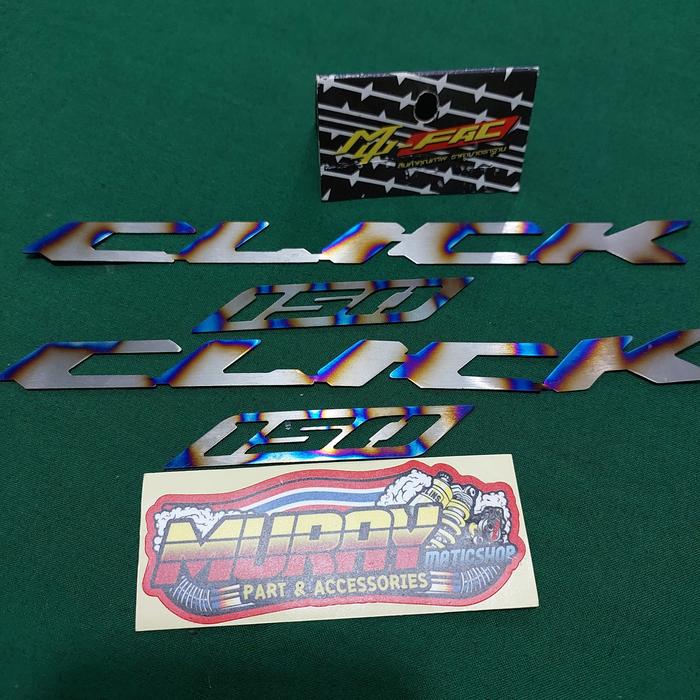 FAC
CLICK
150
CLICK
150
MURAY
MATICSHOP
PART & ACCESSORIES